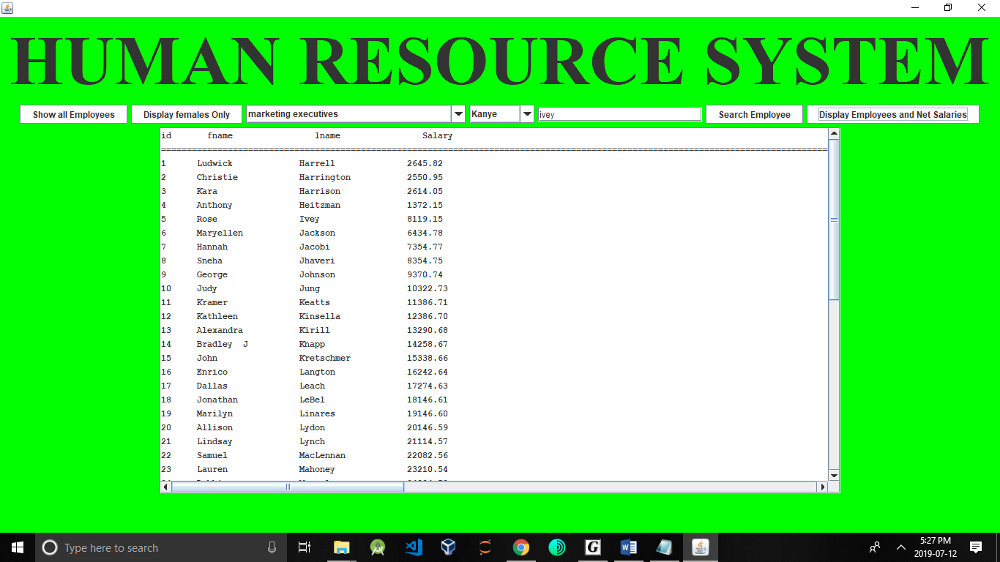 HUMAN RESOURCE SYSTEM
Show all Employees Display females Only marketing executives Kanye ivey Search Employee Display Employees and Net Salaries
id fname lname Salary
================================================================================
1 Ludwick Harrell 2645.82
2 Christie Harrington 2550.95
3 Kara Harrison 2614.05
4 Anthony Heitzman 1372.15
5 Rose Ivey 8119.15
6 Maryellen Jackson 6434.78
7 Hannah Jacobi 7354.77
8 Sneha Jhaveri 8354.75
9 George Johnson 9370.74
10 Judy Jung 10322.73
11 Kramer Keatts 11386.71
12 Kathleen Kinsella 12386.70
13 Alexandra Kirill 13290.68
14 Bradley J Knapp 14258.67
15 John Kretschmer 15338.66
16 Enrico Langton 16242.64
17 Dallas Leach 17274.63
18 Jonathan LeBel 18146.61
19 Marilyn Linares 19146.60
20 Allison Lydon 20146.59
21 Lindsay Lynch 21114.57
22 Samuel MacLennan 22082.56
23 Lauren Mahoney 23210.54
Type here to search
G
5:27 PM
2019-07-12